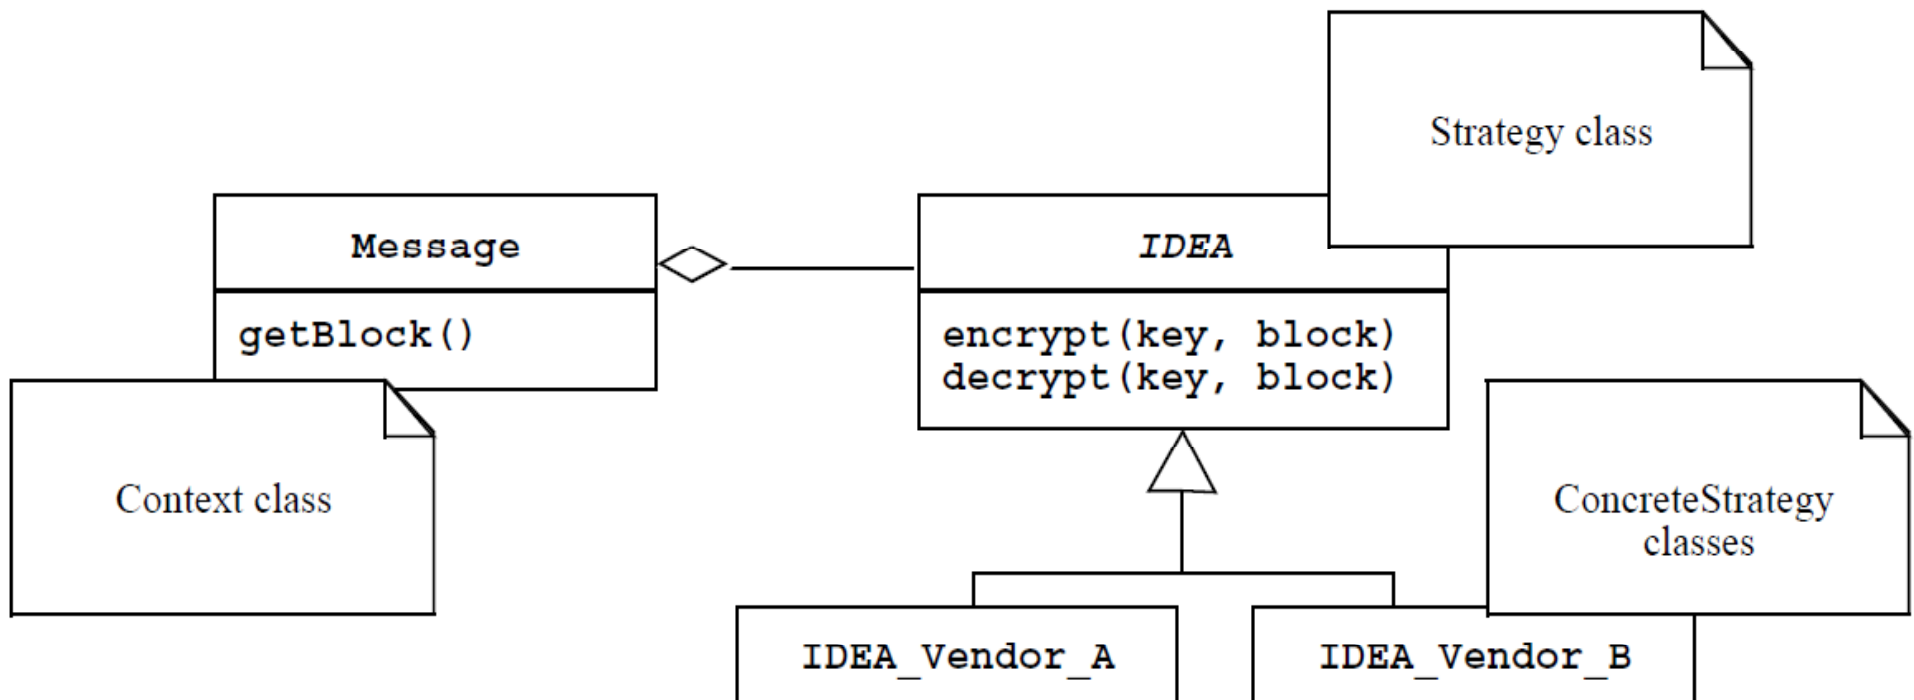 Strategy class
Message
IDEA
getBlock()
encrypt(key, block)
decrypt(key, block)
Context class
ConcreteStrategy
classes
IDEA_Vendor_A
IDEA_Vendor_B